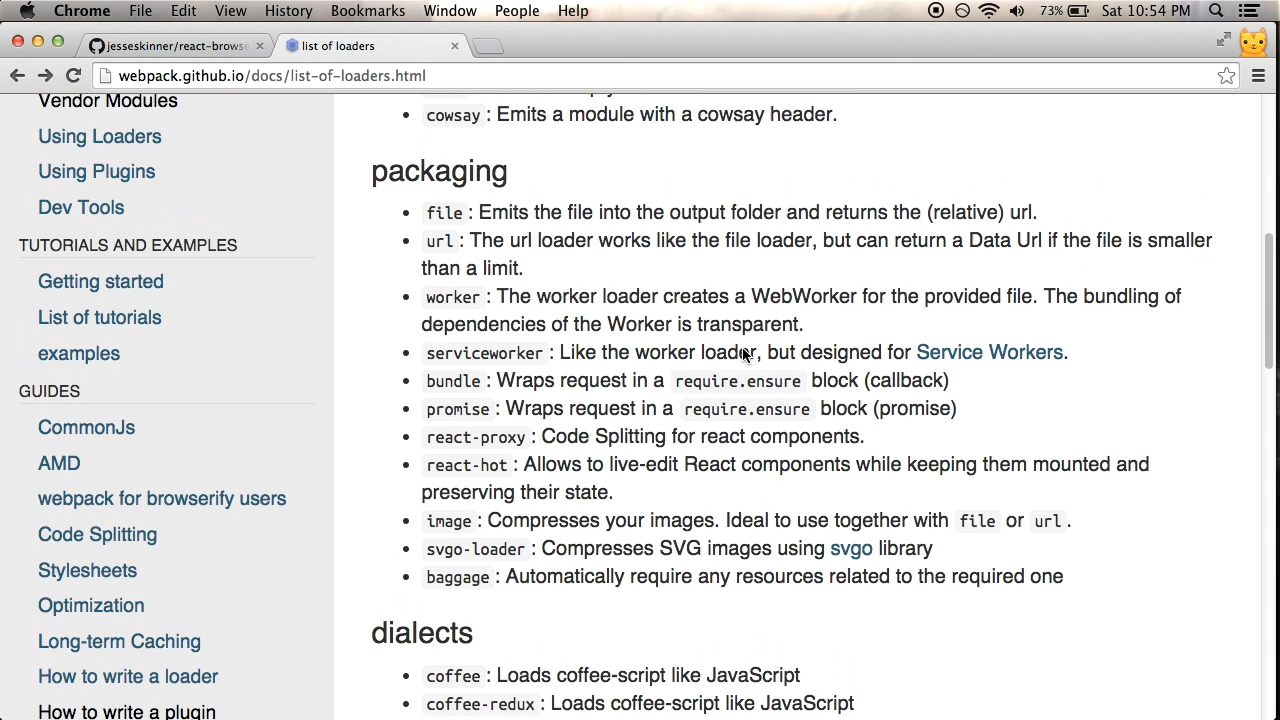 Chrome File Edit View History Bookmarks Window People Help 73% Sat 10:54 PM
jesseskinner/react-browse list of loaders
webpack.github.io/docs/list-of-loaders.html
Vendor Modules
Using Loaders
Using Plugins
Dev Tools
TUTORIALS AND EXAMPLES
Getting started
List of tutorials
examples
GUIDES
CommonJs
AMD
webpack for browserify users
Code Splitting
Stylesheets
Optimization
Long-term Caching
How to write a loader
How to write a plugin
cowsay : Emits a module with a cowsay header.
packaging
file : Emits the file into the output folder and returns the (relative) url.
url : The url loader works like the file loader, but can return a Data Url if the file is smaller
than a limit.
worker : The worker loader creates a WebWorker for the provided file. The bundling of
dependencies of the Worker is transparent.
serviceworker : Like the worker loader, but designed for Service Workers.
bundle : Wraps request in a require.ensure block (callback)
promise : Wraps request in a require.ensure block (promise)
react-proxy : Code Splitting for react components.
react-hot : Allows to live-edit React components while keeping them mounted and
preserving their state.
image : Compresses your images. Ideal to use together with file or url .
svgo-loader : Compresses SVG images using svgo library
baggage : Automatically require any resources related to the required one
dialects
coffee : Loads coffee-script like JavaScript
coffee-redux : Loads coffee-script like JavaScript